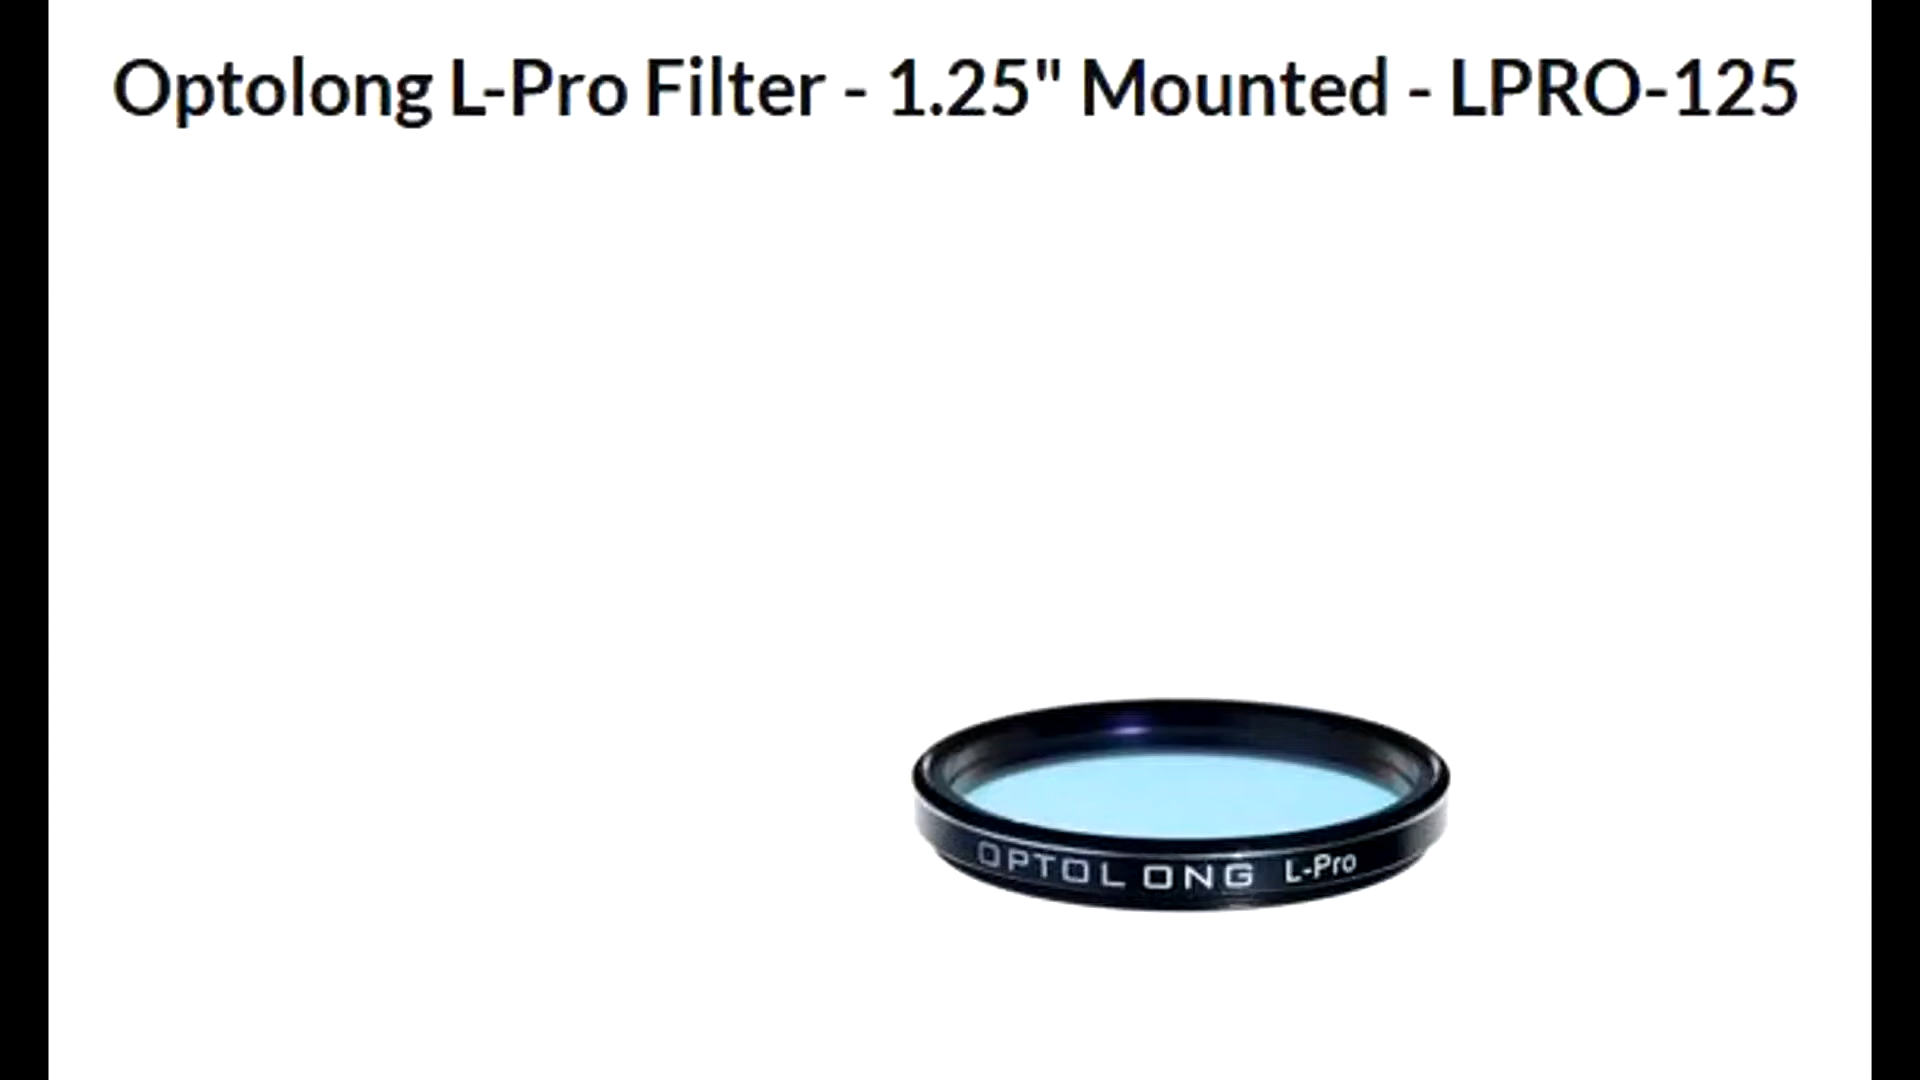 Optolong L-Pro Filter - 1.25" Mounted - LPRO-125
OPTOLONG L-Pro